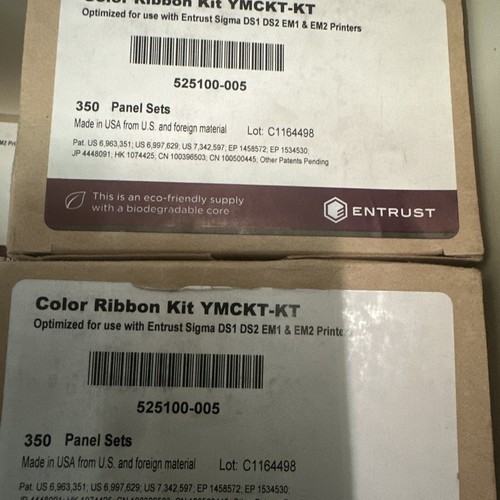 Color Ribbon Kit YMCKT-KT
Optimized for use with Entrust Sigma DS1 DS2 EM1 & EM2 Printers
525100-005
350 Panel Sets
Made in USA from U.S. and foreign material Lot: C1164498
Pat. US 6,963,351; US 6,997,629; US 7,342,597; EP 1458572; EP 1534530;
JP 4448091; HK 1074425; CN 100396503; CN 100500445; Other Patents Pending
This is an eco-friendly supply
with a biodegradable core
ENTRUST
Color Ribbon Kit YMCKT-KT
Optimized for use with Entrust Sigma DS1 DS2 EM1 & EM2 Printe
525100-005
350 Panel Sets
Made in USA from U.S. and foreign material Lot: C1164498
Pat. US 6,963,351; US 6,997,629; US 7,342,597; EP 1458572; EP 1534530;